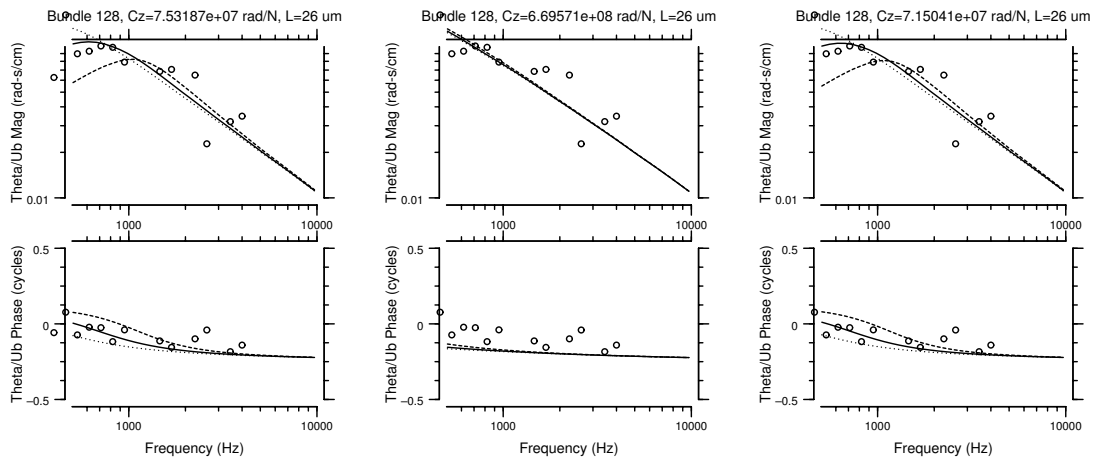 Bundle 128, Cz=7.53187e+07 rad/N, L=26 um
Theta/Ub Mag (rad-s/cm)
0.01
1000
10000
0.5
0
−0.5
Theta/Ub Phase (cycles)
1000
10000
Frequency (Hz)
Bundle 128, Cz=6.69571e+08 rad/N, L=26 um
Theta/Ub Mag (rad-s/cm)
0.01
1000
10000
0.5
0
−0.5
Theta/Ub Phase (cycles)
1000
10000
Frequency (Hz)
Bundle 128, Cz=7.15041e+07 rad/N, L=26 um
Theta/Ub Mag (rad-s/cm)
0.01
1000
10000
0.5
0
−0.5
Theta/Ub Phase (cycles)
1000
10000
Frequency (Hz)